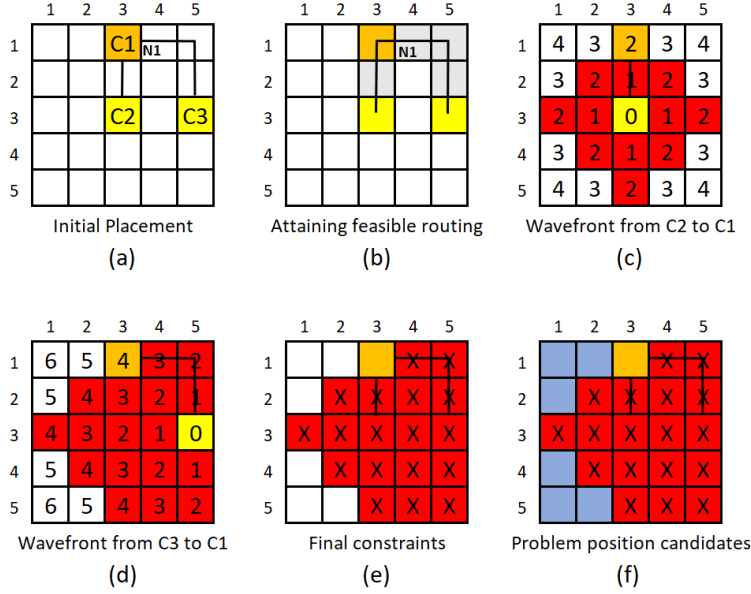 1 2 3 4 5
1 C1
N1
2
3 C2 C3
4
5
Initial Placement
(a)
1 2 3 4 5
1
N1
2
3
4
5
Attaining feasible routing
(b)
1 2 3 4 5
1 4 3 2 3 4
2 3 2 1 2 3
3 2 1 0 1 2
4 3 2 1 2 3
5 4 3 2 3 4
Wavefront from C2 to C1
(c)
1 2 3 4 5
1 6 5 4 3 2
2 5 4 3 2 1
3 4 3 2 1 0
4 5 4 3 2 1
5 6 5 4 3 2
Wavefront from C3 to C1
(d)
1 2 3 4 5
1 X X
2 X X X X
3 X X X X X
4 X X X X
5 X X X
Final constraints
(e)
1 2 3 4 5
1 X X
2 X X X X
3 X X X X X
4 X X X X
5 X X X
Problem position candidates
(f)